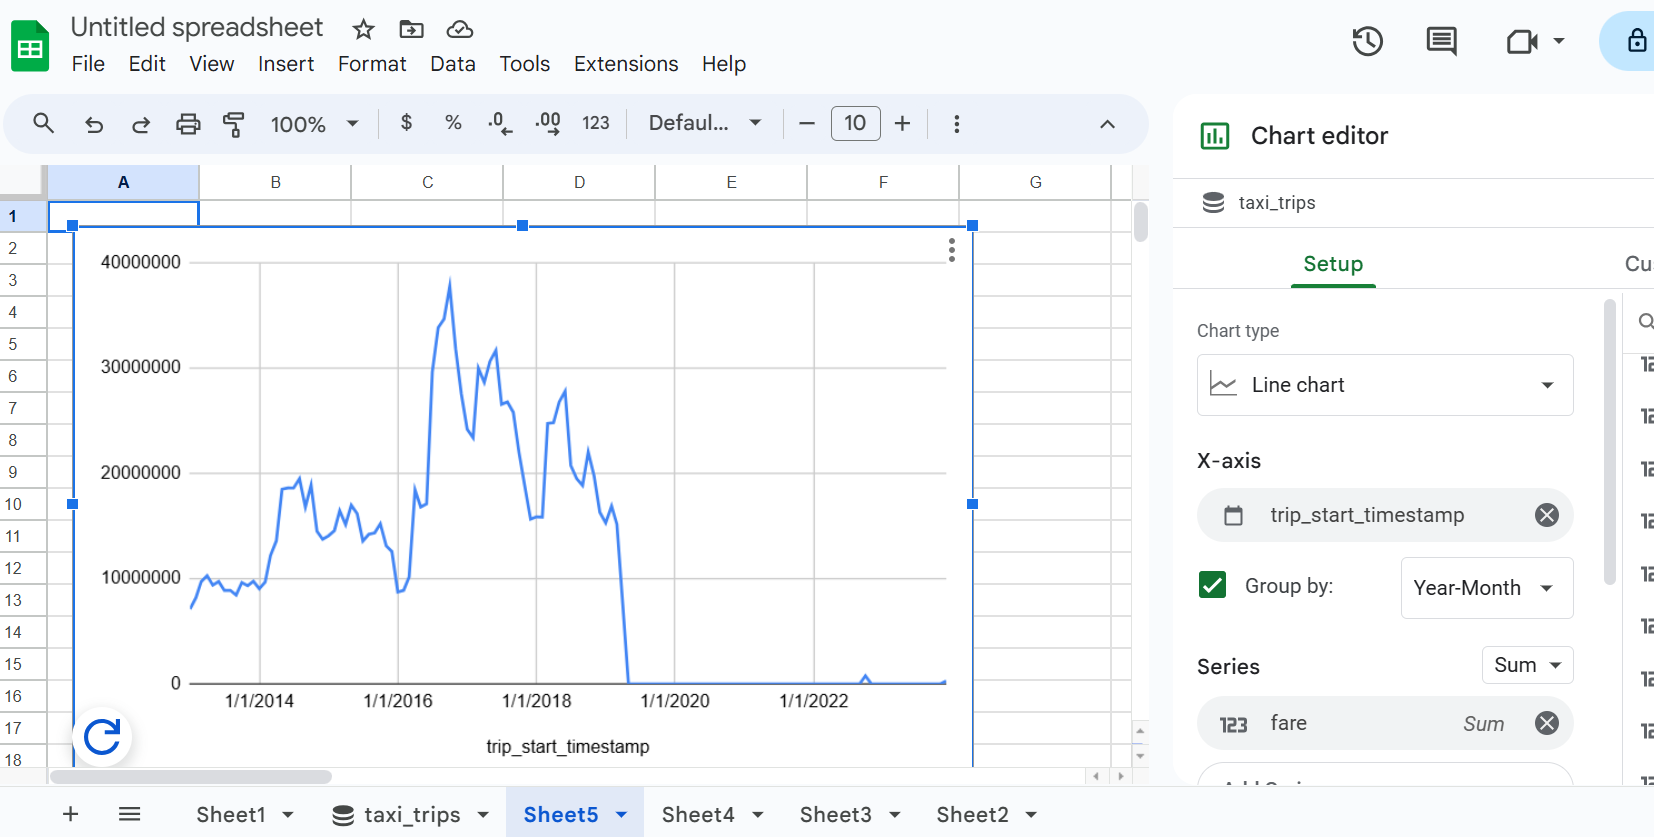 Untitled spreadsheet
File Edit View Insert Format Data Tools Extensions Help
100% $ % .0 .00 123 Defaul... 10
Chart editor
taxi_trips
Setup Cu
A B C D E F G
1
2
3
4
5
6
7
8
9
10
11
12
13
14
15
16
17
18
40000000
30000000
20000000
10000000
0
1/1/2014 1/1/2016 1/1/2018 1/1/2020 1/1/2022
trip_start_timestamp
Chart type
Line chart
X-axis
trip_start_timestamp
Group by: Year-Month
Series Sum
123 fare Sum
Sheet1 taxi_trips Sheet5 Sheet4 Sheet3 Sheet2